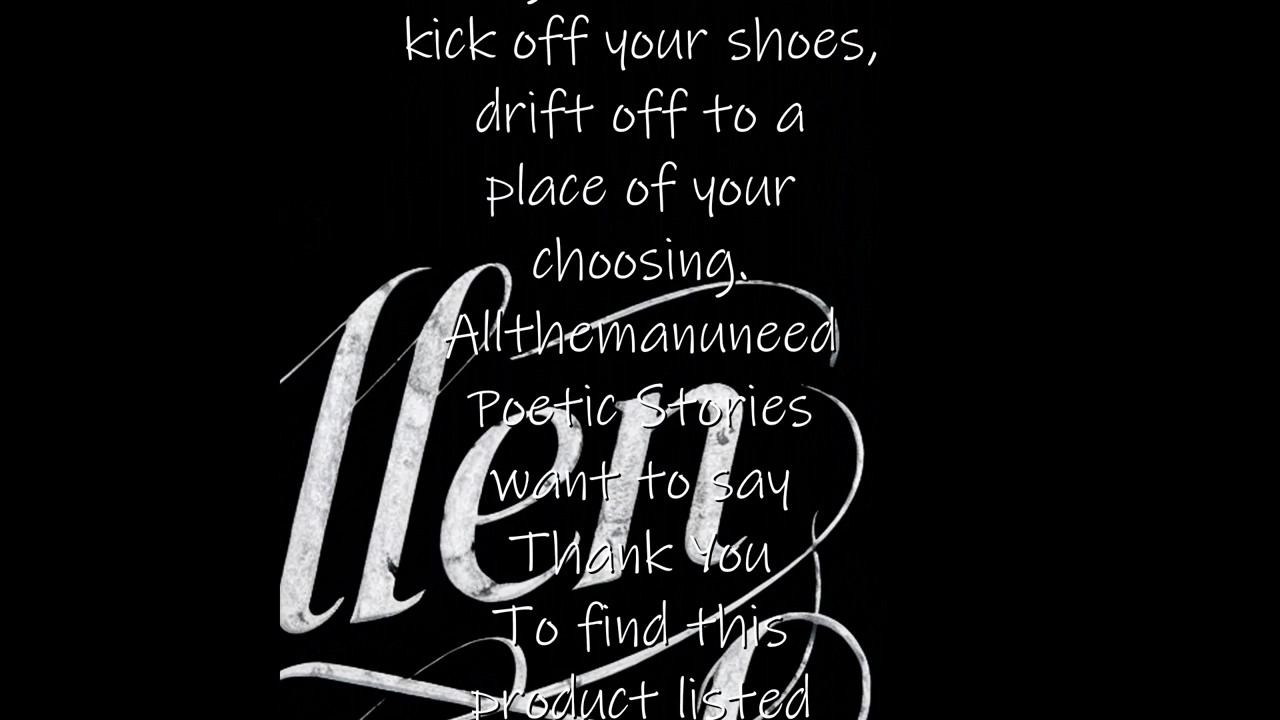 kick off your shoes,
drift off to a
place of your
choosing.
Allthemanuneed
Poetic Stories
want to say
Thank You
To find this
product listed
llen